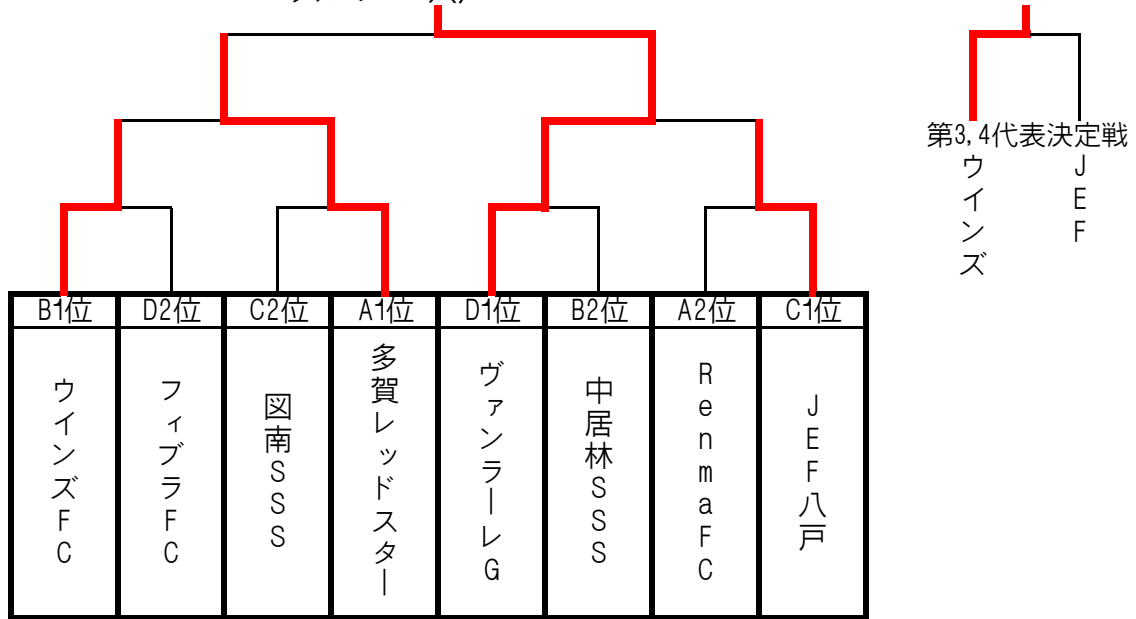 第3,4代表決定戦
ウインズ
JEF
B1位
D2位
C2位
A1位
D1位
B2位
A2位
C1位
ウインズFC
フィブラFC
図南SSS
多賀レッドスター
ヴァンラーレG
中居林SSS
RenmaFC
JEF八戸